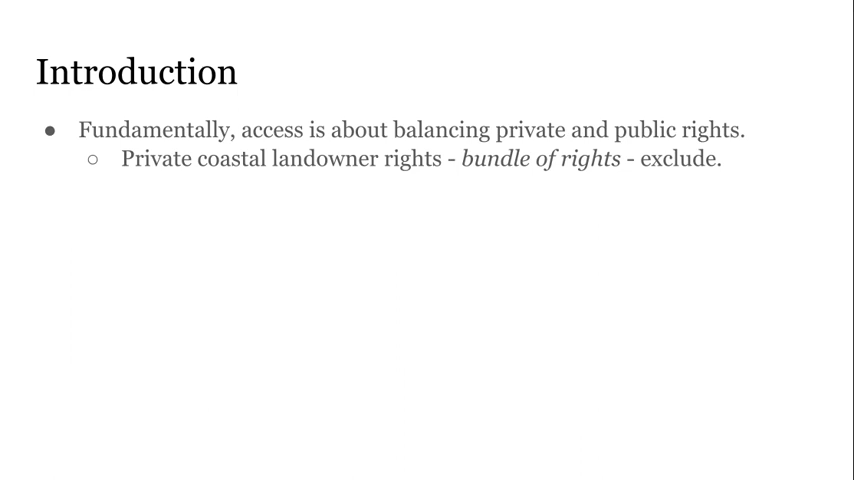 Introduction
● Fundamentally, access is about balancing private and public rights.
○ Private coastal landowner rights - bundle of rights - exclude.